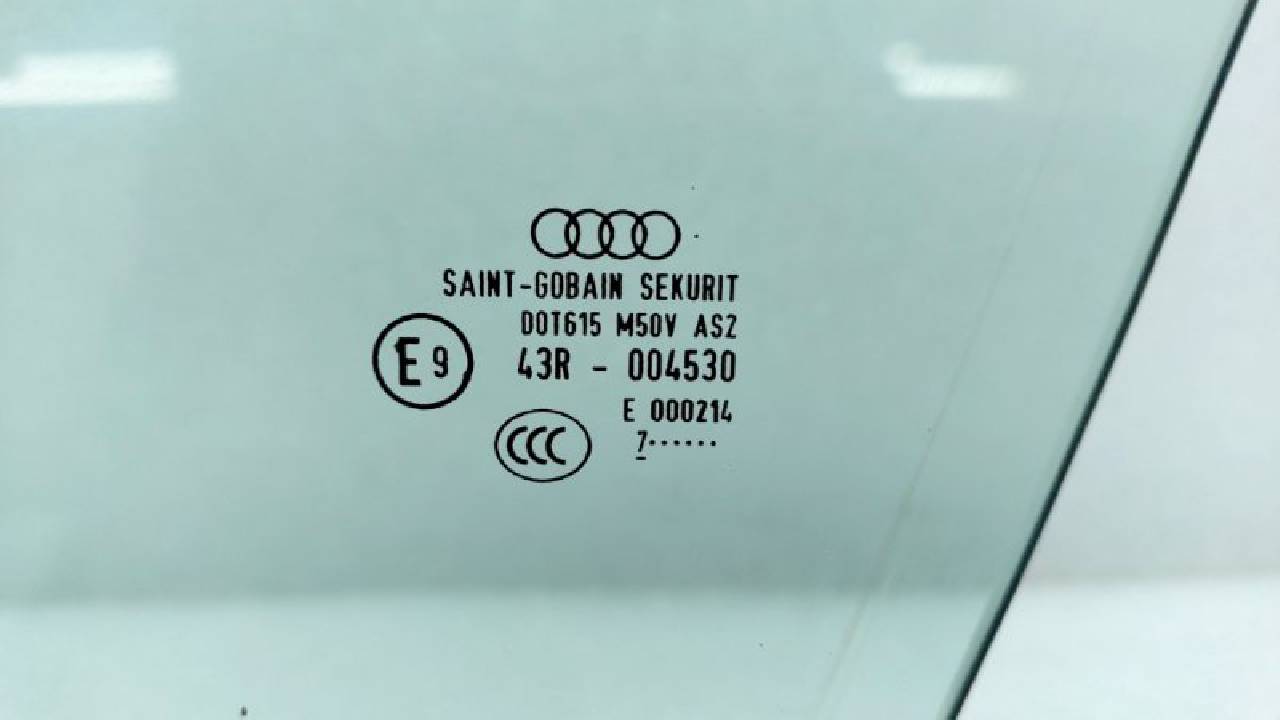 SAINT-GOBAIN SEKURIT
DOT615 M50V AS2
E9 43R - 004530
E 000214
CCC 7······